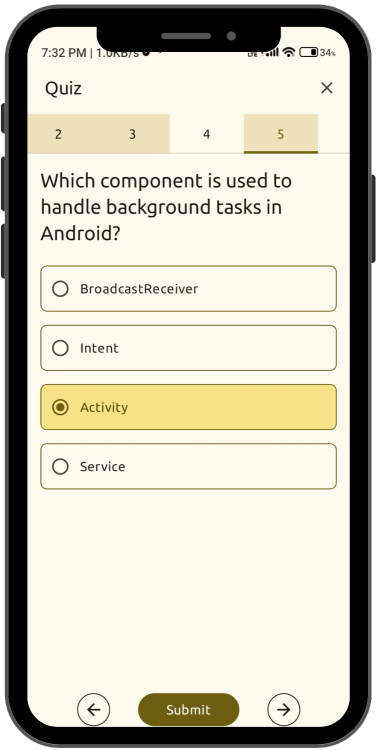 7:32 PM | 1.0KB/s
34%
Quiz
2 3 4 5
Which component is used to
handle background tasks in
Android?
BroadcastReceiver
Intent
Activity
Service
Submit